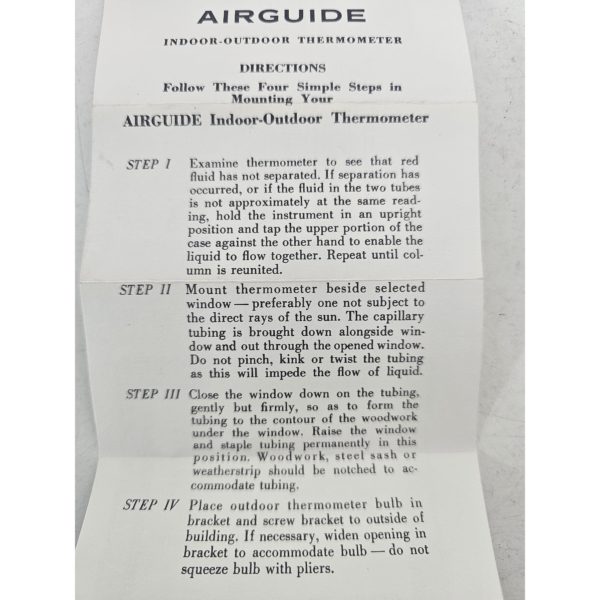 AIRGUIDE
INDOOR-OUTDOOR THERMOMETER
DIRECTIONS
Follow These Four Simple Steps in
Mounting Your
AIRGUIDE Indoor-Outdoor Thermometer
STEP I Examine thermometer to see that red
fluid has not separated. If separation has
occurred, or if the fluid in the two tubes
is not approximately at the same read-
ing, hold the instrument in an upright
position and tap the upper portion of the
case against the other hand to enable the
liquid to flow together. Repeat until col-
umn is reunited.
STEP II Mount thermometer beside selected
window — preferably one not subject to
the direct rays of the sun. The capillary
tubing is brought down alongside win-
dow and out through the opened window.
Do not pinch, kink or twist the tubing
as this will impede the flow of liquid.
STEP III Close the window down on the tubing,
gently but firmly, so as to form the
tubing to the contour of the woodwork
under the window. Raise the window
and staple tubing permanently in this
position. Woodwork, steel sash or
weatherstrip should be notched to ac-
commodate tubing.
STEP IV Place outdoor thermometer bulb in
bracket and screw bracket to outside of
building. If necessary, widen opening in
bracket to accommodate bulb — do not
squeeze bulb with pliers.